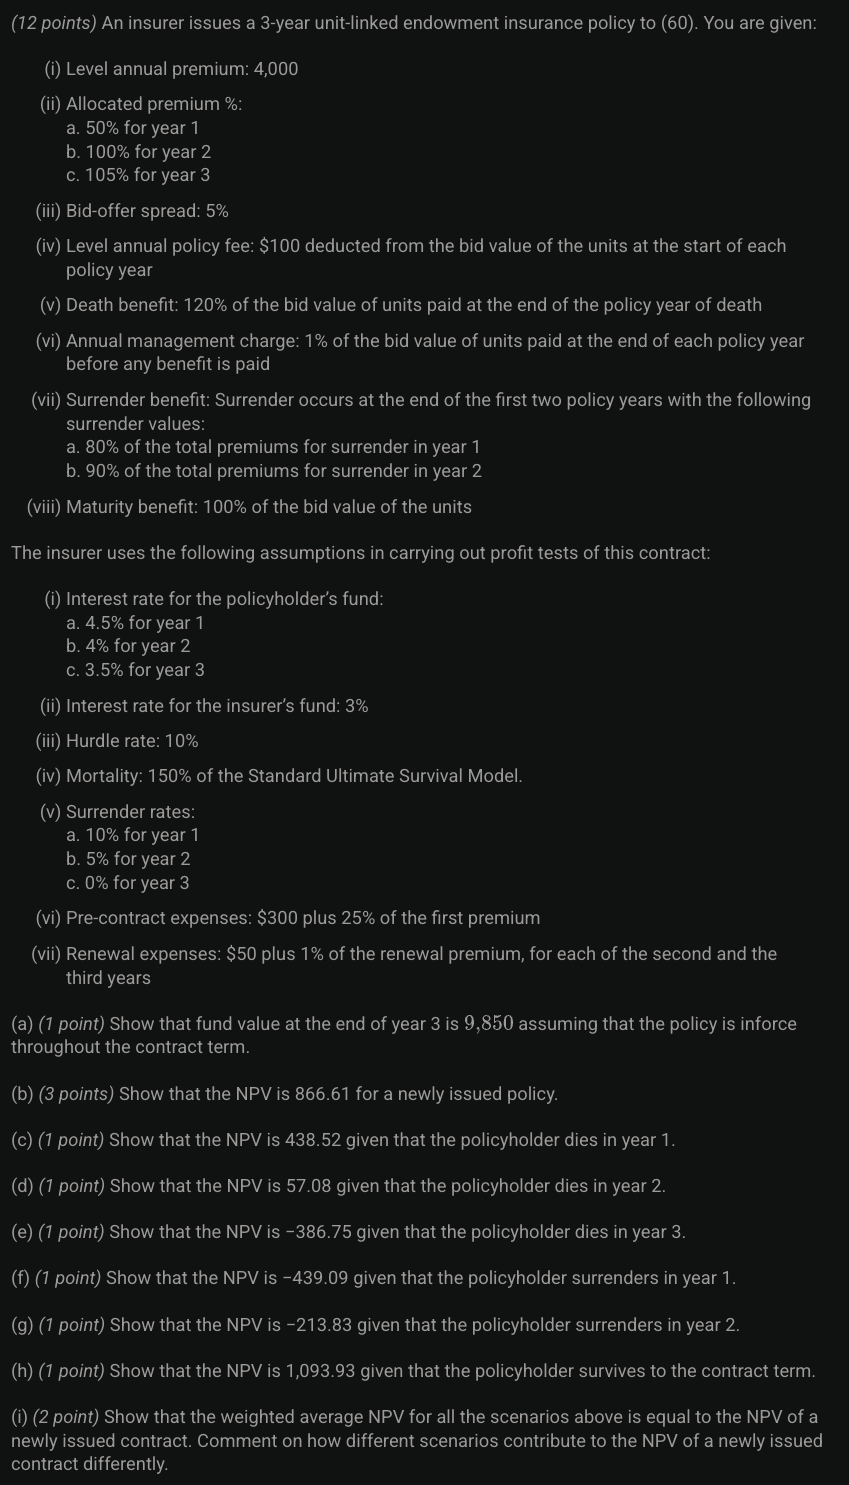 (12 points) An insurer issues a 3-year unit-linked endowment insurance policy to (60). You are given:
(i) Level annual premium: 4,000
(ii) Allocated premium %:
a. 50% for year 1
b. 100% for year 2
c. 105% for year 3
(iii) Bid-offer spread: 5%
(iv) Level annual policy fee: $100 deducted from the bid value of the units at the start of each
policy year
(v) Death benefit: 120% of the bid value of units paid at the end of the policy year of death
(vi) Annual management charge: 1% of the bid value of units paid at the end of each policy year
before any benefit is paid
(vii) Surrender benefit: Surrender occurs at the end of the first two policy years with the following
surrender values:
a. 80% of the total premiums for surrender in year 1
b. 90% of the total premiums for surrender in year 2
(viii) Maturity benefit: 100% of the bid value of the units
The insurer uses the following assumptions in carrying out profit tests of this contract:
(i) Interest rate for the policyholder's fund:
a. 4.5% for year 1
b. 4% for year 2
c. 3.5% for year 3
(ii) Interest rate for the insurer's fund: 3%
(iii) Hurdle rate: 10%
(iv) Mortality: 150% of the Standard Ultimate Survival Model.
(v) Surrender rates:
a. 10% for year 1
b. 5% for year 2
c. 0% for year 3
(vi) Pre-contract expenses: $300 plus 25% of the first premium
(vii) Renewal expenses: $50 plus 1% of the renewal premium, for each of the second and the
third years
(a) (1 point) Show that fund value at the end of year 3 is 9,850 assuming that the policy is inforce
throughout the contract term.
(b) (3 points) Show that the NPV is 866.61 for a newly issued policy.
(c) (1 point) Show that the NPV is 438.52 given that the policyholder dies in year 1.
(d) (1 point) Show that the NPV is 57.08 given that the policyholder dies in year 2.
(e) (1 point) Show that the NPV is −386.75 given that the policyholder dies in year 3.
(f) (1 point) Show that the NPV is −439.09 given that the policyholder surrenders in year 1.
(g) (1 point) Show that the NPV is −213.83 given that the policyholder surrenders in year 2.
(h) (1 point) Show that the NPV is 1,093.93 given that the policyholder survives to the contract term.
(i) (2 point) Show that the weighted average NPV for all the scenarios above is equal to the NPV of a
newly issued contract. Comment on how different scenarios contribute to the NPV of a newly issued
contract differently.